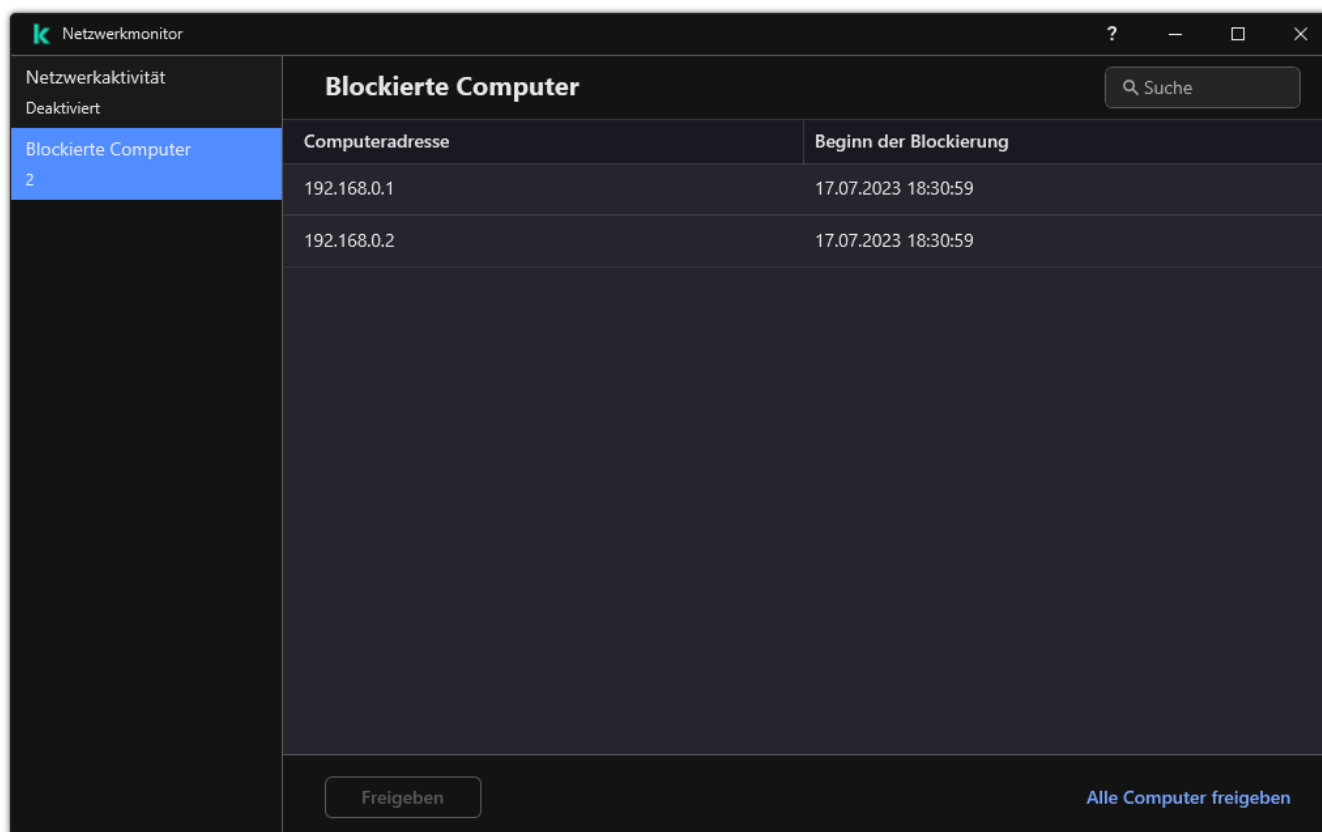 Netzwerkmonitor
?
Netzwerkaktivität
Deaktiviert
Blockierte Computer
2
Blockierte Computer
Suche
Computeradresse Beginn der Blockierung
192.168.0.1 17.07.2023 18:30:59
192.168.0.2 17.07.2023 18:30:59
Freigeben
Alle Computer freigeben